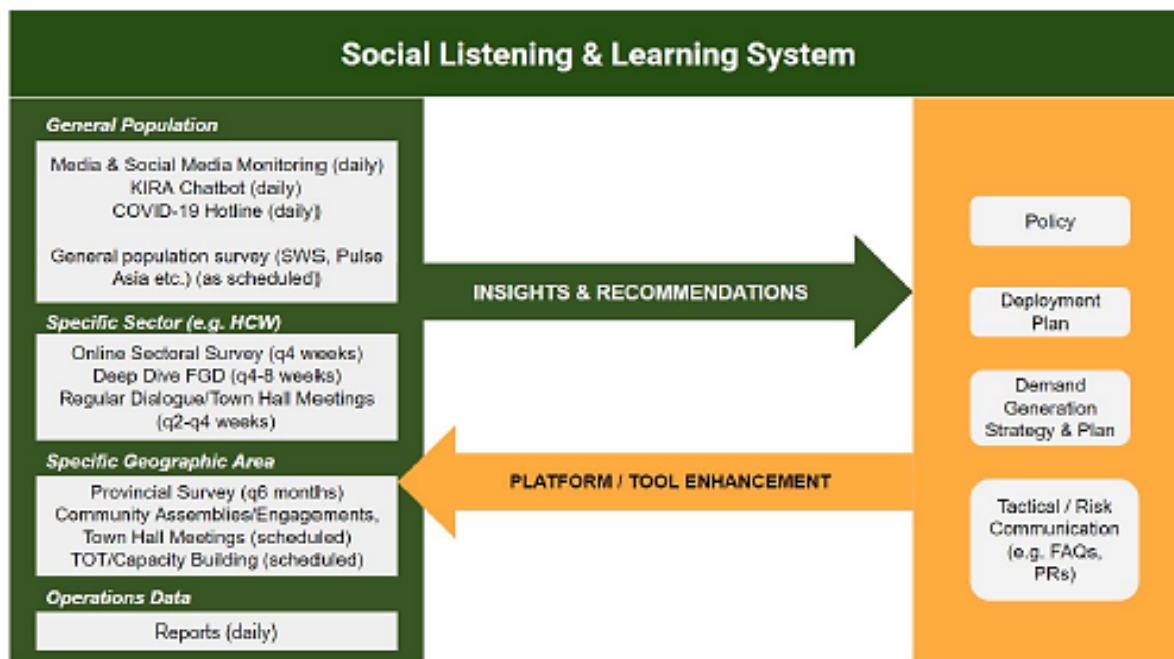 Social Listening & Learning System
General Population
Media & Social Media Monitoring (daily)
KIRA Chatbot (daily)
COVID-19 Hotline (daily)
General population survey (SWS, Pulse
Asia etc.) (as scheduled)
Specific Sector (e.g. HCW)
Online Sectoral Survey (q4 weeks)
Deep Dive FGD (q4-8 weeks)
Regular Dialogue/Town Hall Meetings
(q2-q4 weeks)
Specific Geographic Area
Provincial Survey (q6 months)
Community Assemblies/Engagements,
Town Hall Meetings (scheduled)
TOT/Capacity Building (scheduled)
Operations Data
Reports (daily)
INSIGHTS & RECOMMENDATIONS
PLATFORM / TOOL ENHANCEMENT
Policy
Deployment
Plan
Demand
Generation
Strategy & Plan
Tactical / Risk
Communication
(e.g. FAQs,
PRs)